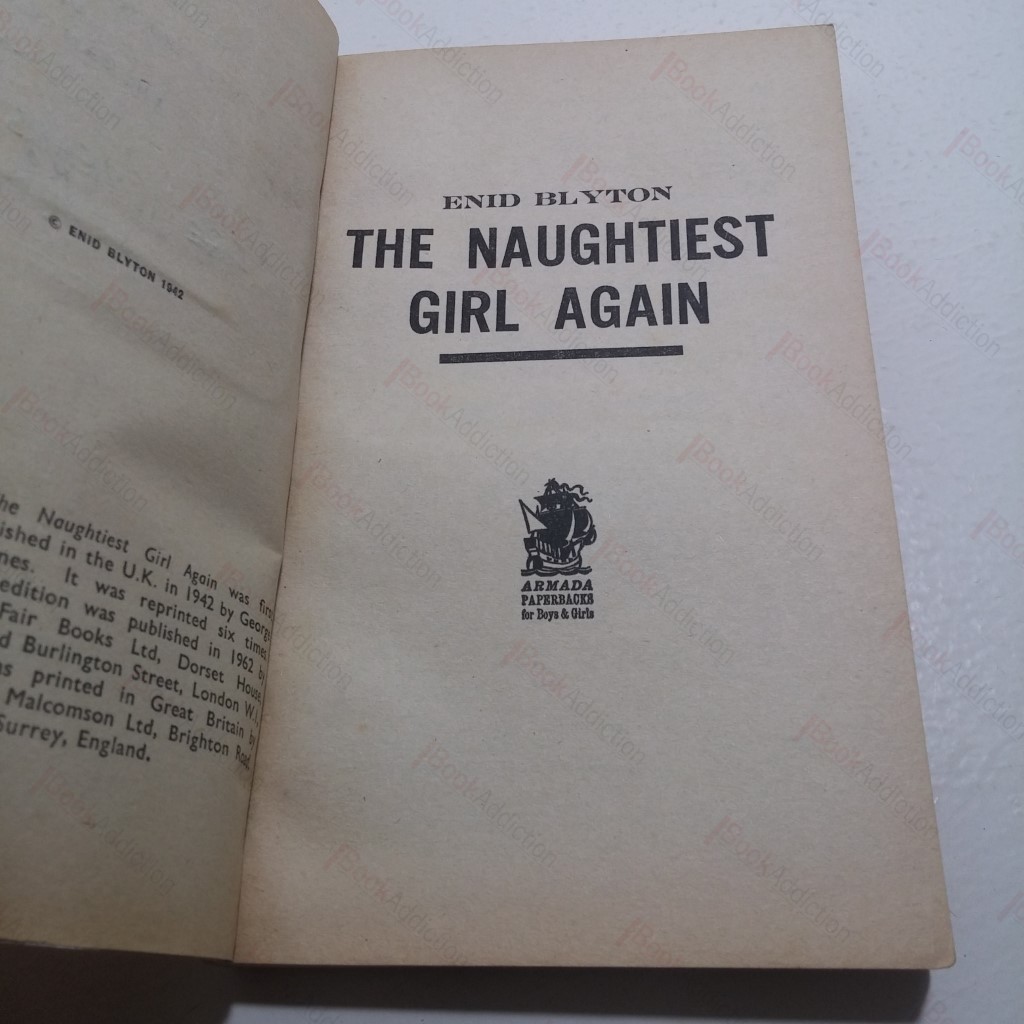 © ENID BLYTON 1942
he Naughtiest Girl Again was first
ished in the U.K. in 1942 by George
nes. It was reprinted six times.
edition was published in 1962 by
Fair Books Ltd, Dorset House,
d Burlington Street, London W.1,
as printed in Great Britain by
Malcomson Ltd, Brighton Road,
Surrey, England.
ENID BLYTON
THE NAUGHTIEST
GIRL AGAIN
ARMADA
PAPERBACKS
for Boys & Girls
BookAddiction